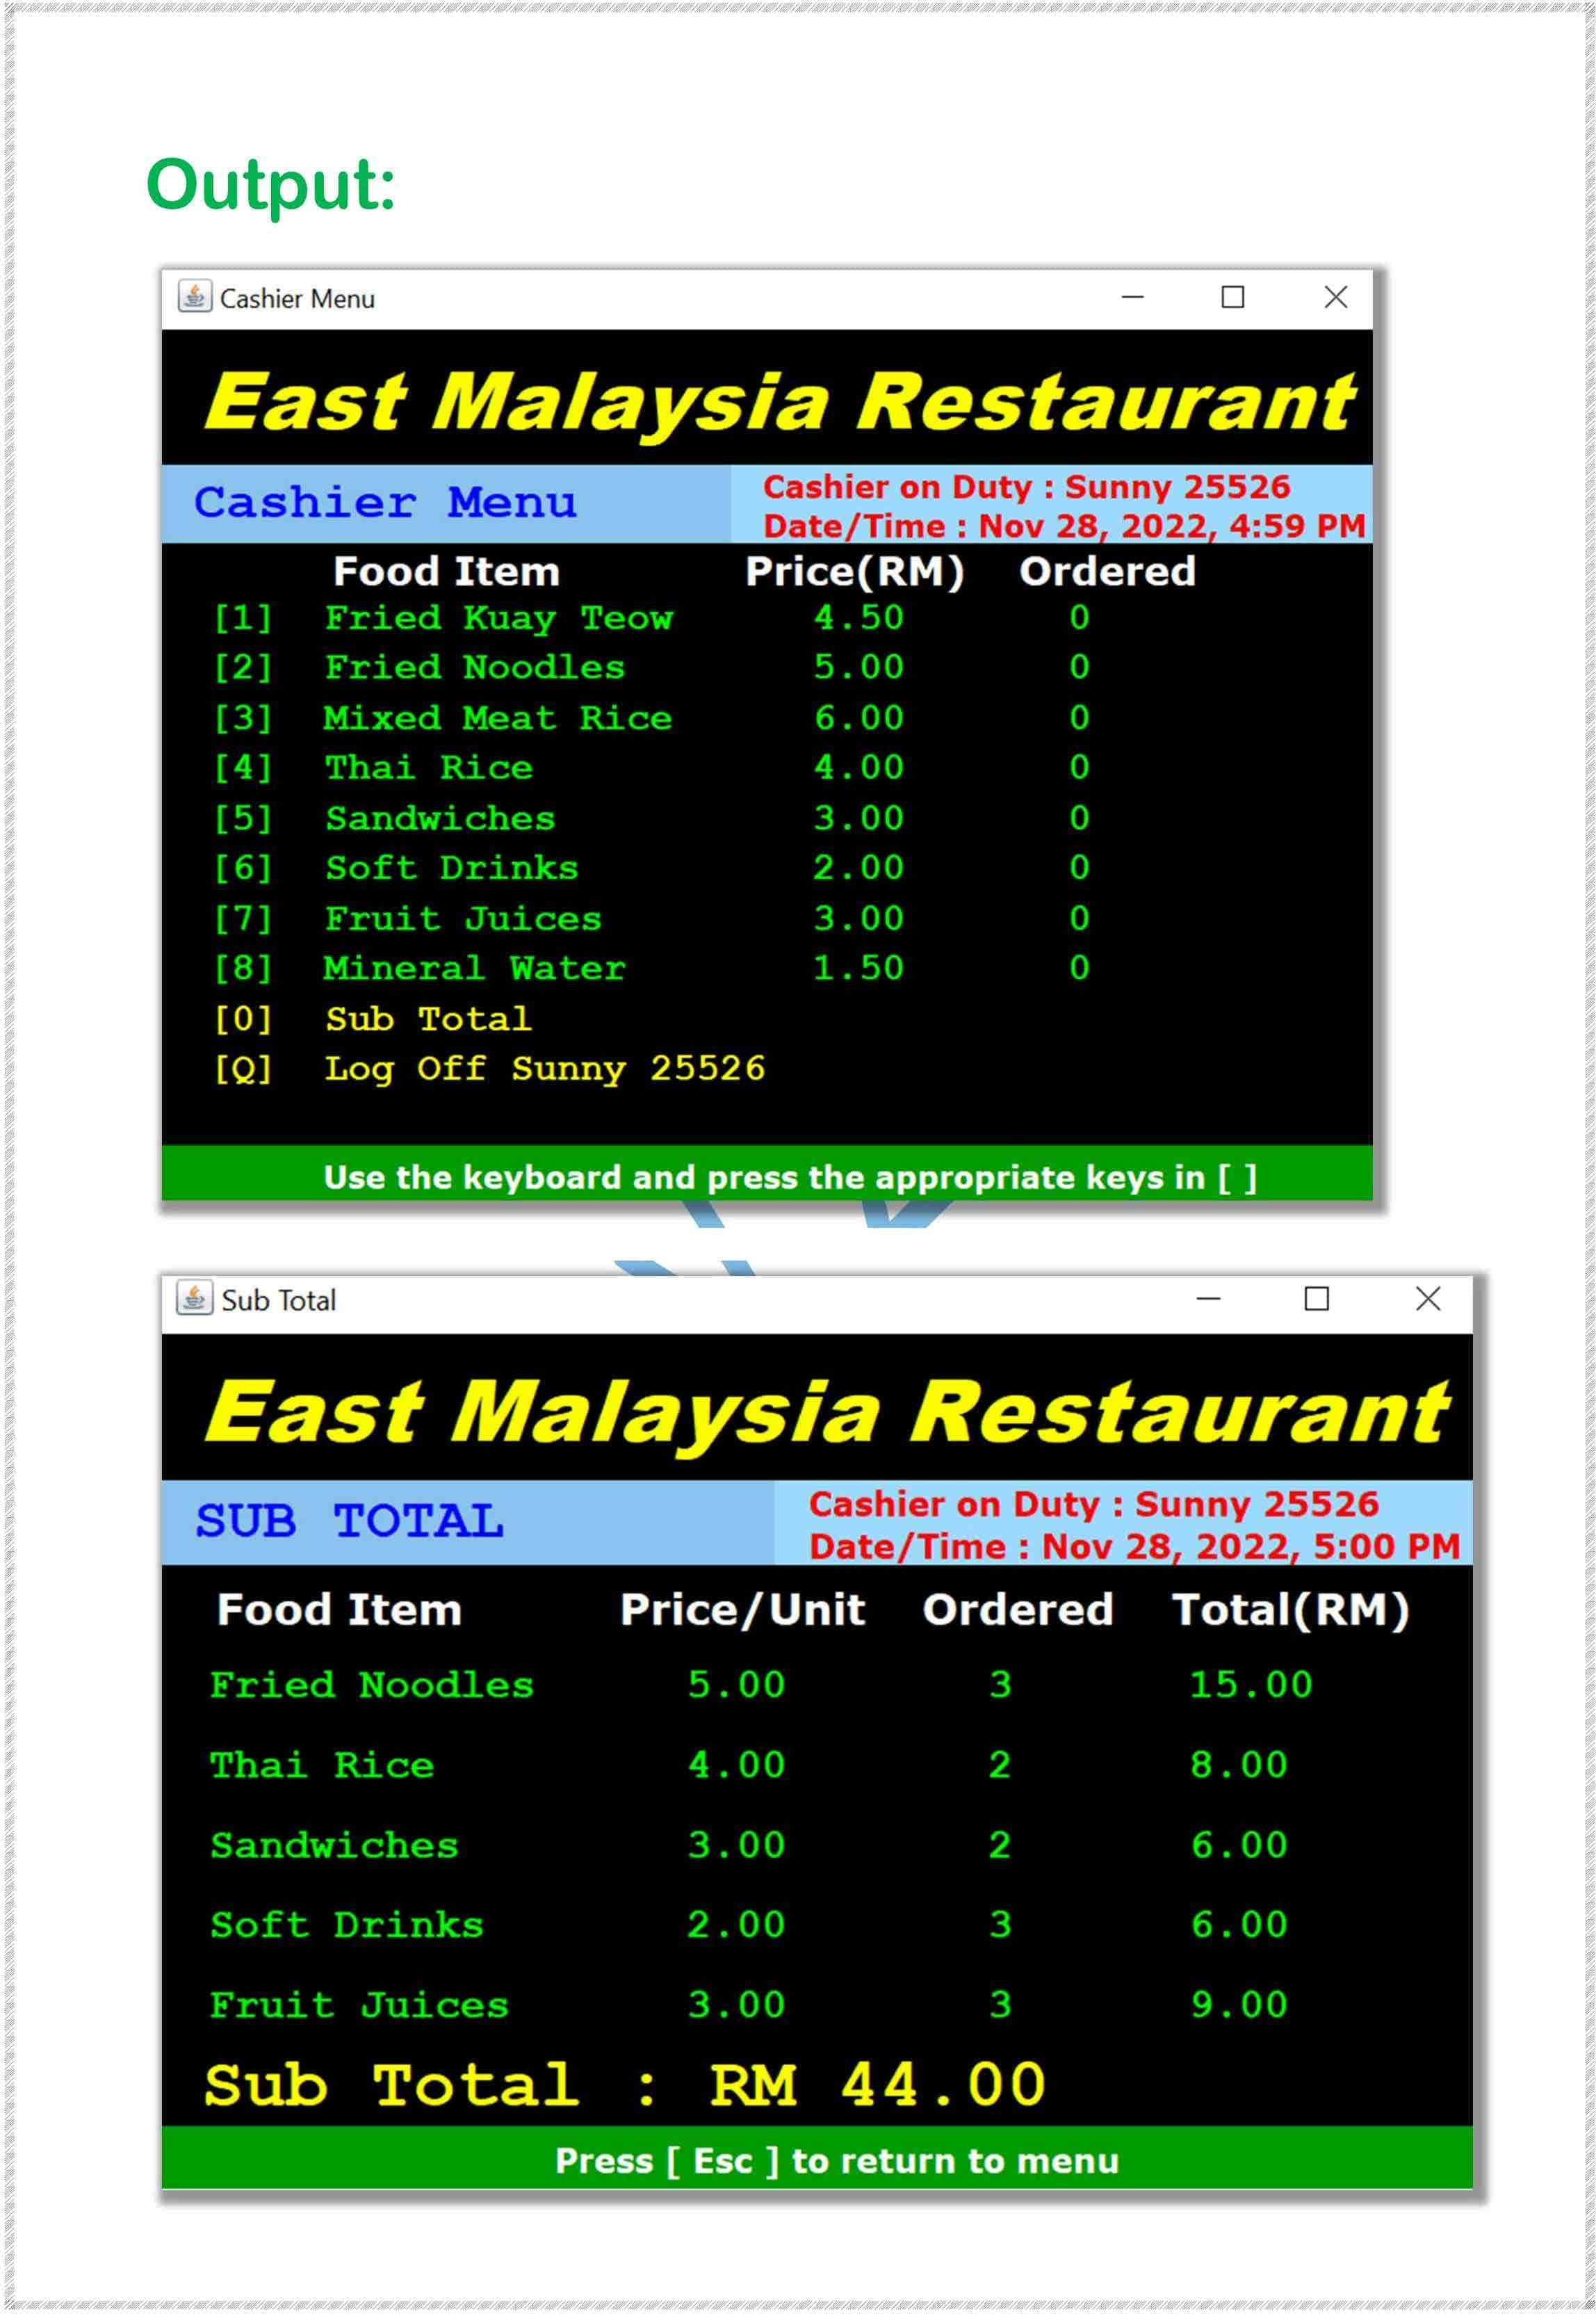 Output:
Cashier Menu
East Malaysia Restaurant
Cashier Menu
Cashier on Duty : Sunny 25526
Date/Time : Nov 28, 2022, 4:59 PM
Food Item Price(RM) Ordered
[1] Fried Kuay Teow 4.50 0
[2] Fried Noodles 5.00 0
[3] Mixed Meat Rice 6.00 0
[4] Thai Rice 4.00 0
[5] Sandwiches 3.00 0
[6] Soft Drinks 2.00 0
[7] Fruit Juices 3.00 0
[8] Mineral Water 1.50 0
[0] Sub Total
[Q] Log Off Sunny 25526
Use the keyboard and press the appropriate keys in [ ]
Sub Total
East Malaysia Restaurant
SUB TOTAL
Cashier on Duty : Sunny 25526
Date/Time : Nov 28, 2022, 5:00 PM
Food Item Price/Unit Ordered Total(RM)
Fried Noodles 5.00 3 15.00
Thai Rice 4.00 2 8.00
Sandwiches 3.00 2 6.00
Soft Drinks 2.00 3 6.00
Fruit Juices 3.00 3 9.00
Sub Total : RM 44.00
Press [ Esc ] to return to menu